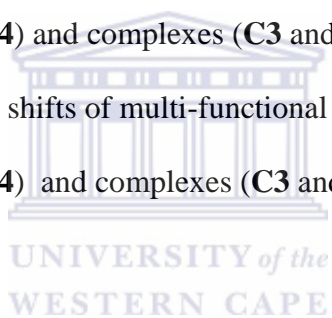 4) and complexes (C3 and
shifts of multi-functional
4) and complexes (C3 and
UNIVERSITY of the
WESTERN CAPE